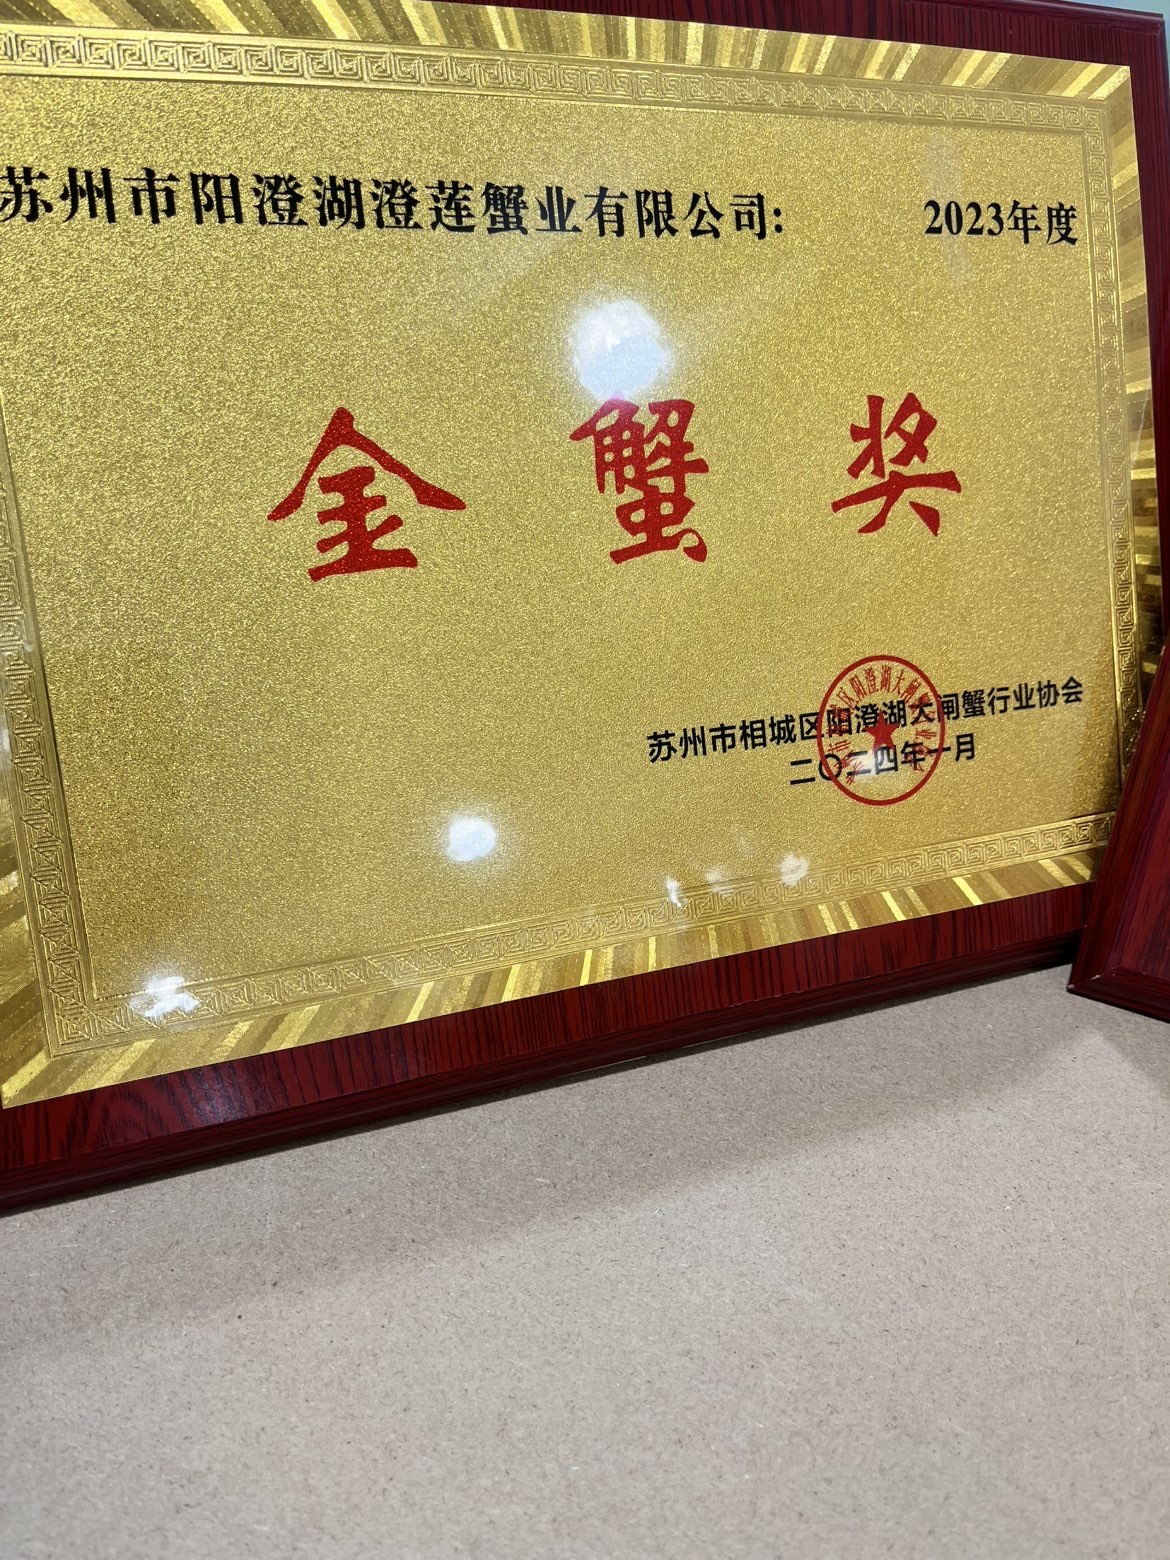 苏州市阳澄湖澄莲蟹业有限公司:
2023年度
金蟹奖
苏州市相城区阳澄湖大闸蟹行业协会
二〇二四年一月